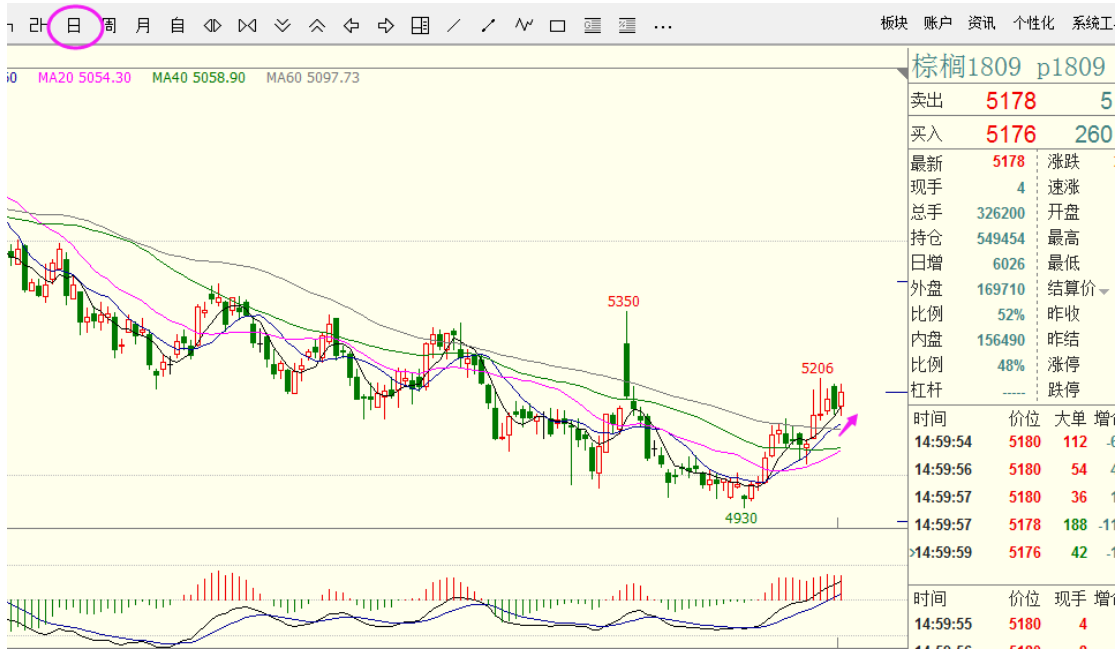 日 周 月 自 ...
板块 账户 资讯 个性化 系统工
MA20 5054.30 MA40 5058.90 MA60 5097.73
棕榈1809 p1809
卖出 5178 5
买入 5176 260
最新 5178 涨跌
现手 4 速涨
总手 326200 开盘
持仓 549454 最高
日增 6026 最低
外盘 169710 结算价
比例 52% 昨收
内盘 156490 昨结
比例 48% 涨停
杠杆 ----- 跌停
5350
5206
4930
时间 价位 大单 增
14:59:54 5180 112
14:59:56 5180 54
14:59:57 5180 36
14:59:57 5178 188
14:59:59 5176 42
时间 价位 现手 增
14:59:55 5180 4